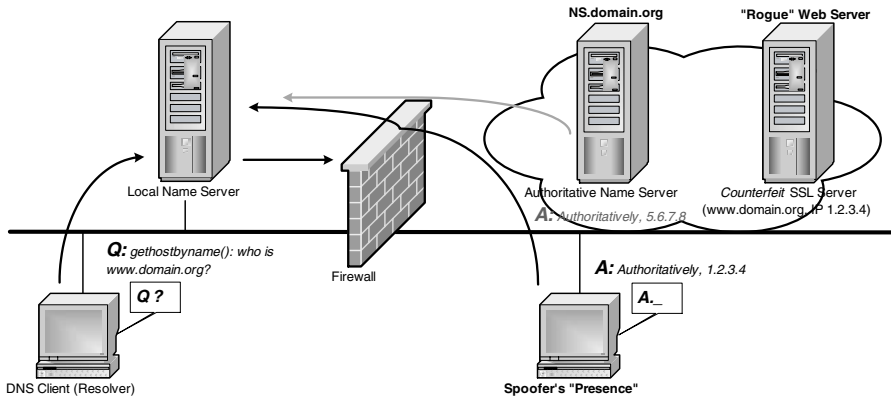 NS.domain.org
"Rogue" Web Server
Local Name Server
Authoritative Name Server
A: Authoritatively, 5.6.7.8
Counterfeit SSL Server
(www.domain.org, IP 1.2.3.4)
Q: gethostbyname(): who is
www.domain.org?
Firewall
A: Authoritatively, 1.2.3.4
Q ?
A._
DNS Client (Resolver)
Spoofer's "Presence"